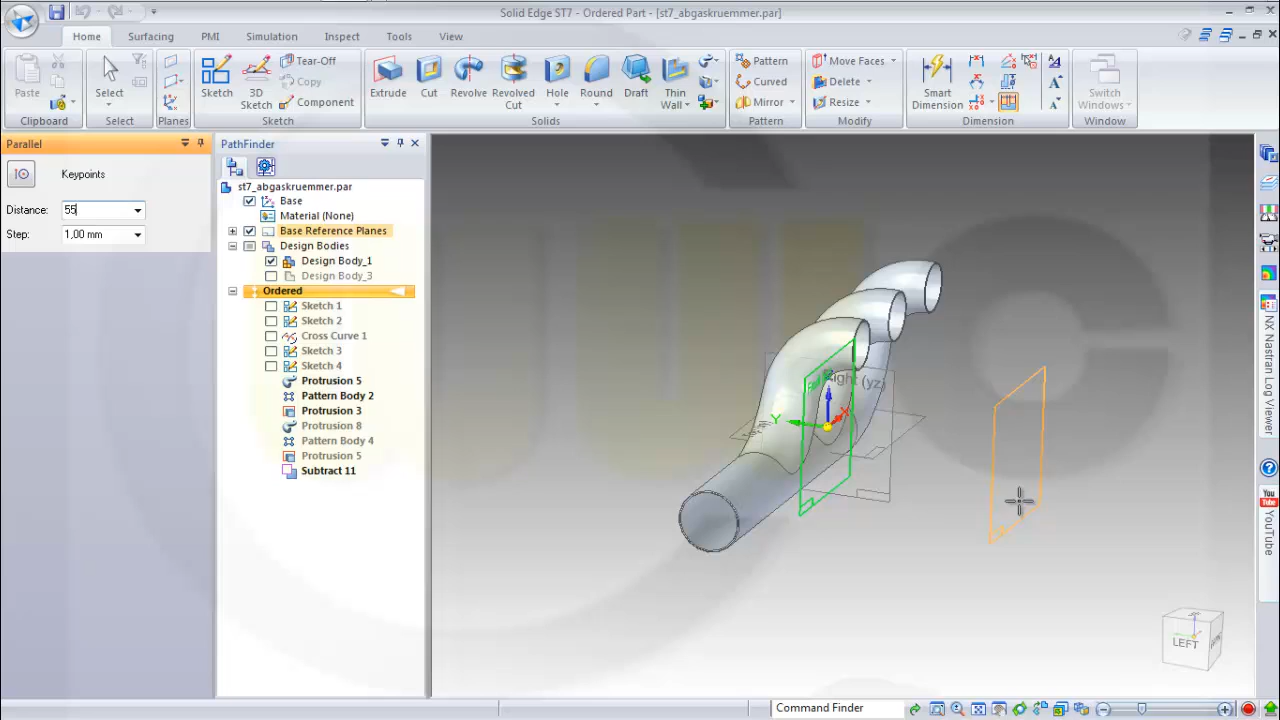 Solid Edge ST7 - Ordered Part - [st7_abgaskruemmer.par]
Home Surfacing PMI Simulation Inspect Tools View
Paste
Clipboard
Select
Select
Planes
Sketch
3D Sketch
Tear-Off
Copy
Component
Sketch
Extrude
Cut
Revolve
Revolved Cut
Hole
Round
Draft
Thin Wall
Solids
Pattern
Curved
Mirror
Pattern
Move Faces
Delete
Resize
Modify
Smart Dimension
Dimension
Switch Windows
Window
Parallel
Keypoints
Distance: 55
Step: 1,00 mm
PathFinder
st7_abgaskruemmer.par
Base
Material (None)
Base Reference Planes
Design Bodies
Design Body_1
Design Body_3
Ordered
Sketch 1
Sketch 2
Cross Curve 1
Sketch 3
Sketch 4
Protrusion 5
Pattern Body 2
Protrusion 3
Protrusion 8
Pattern Body 4
Protrusion 5
Subtract 11
Right (yz)
Y
X
LEFT
NX Nastran Log Viewer
You Tube
YouTube
Command Finder